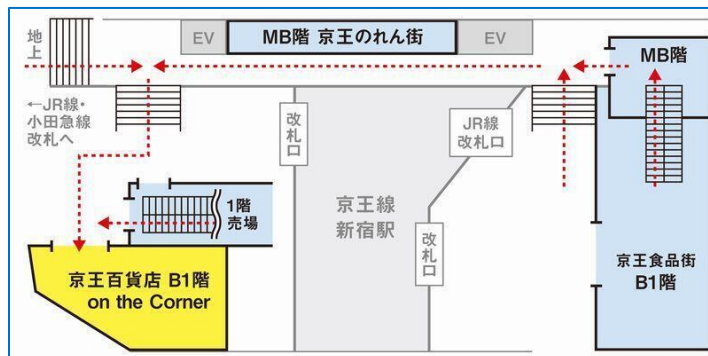 地上
EV
MB階 京王のれん街
EV
MB階
←JR線・
小田急線
改札へ
改札口
JR線
改札口
1階
売場
京王線
新宿駅
改札口
京王食品街
B1階
京王百貨店 B1階
on the Corner